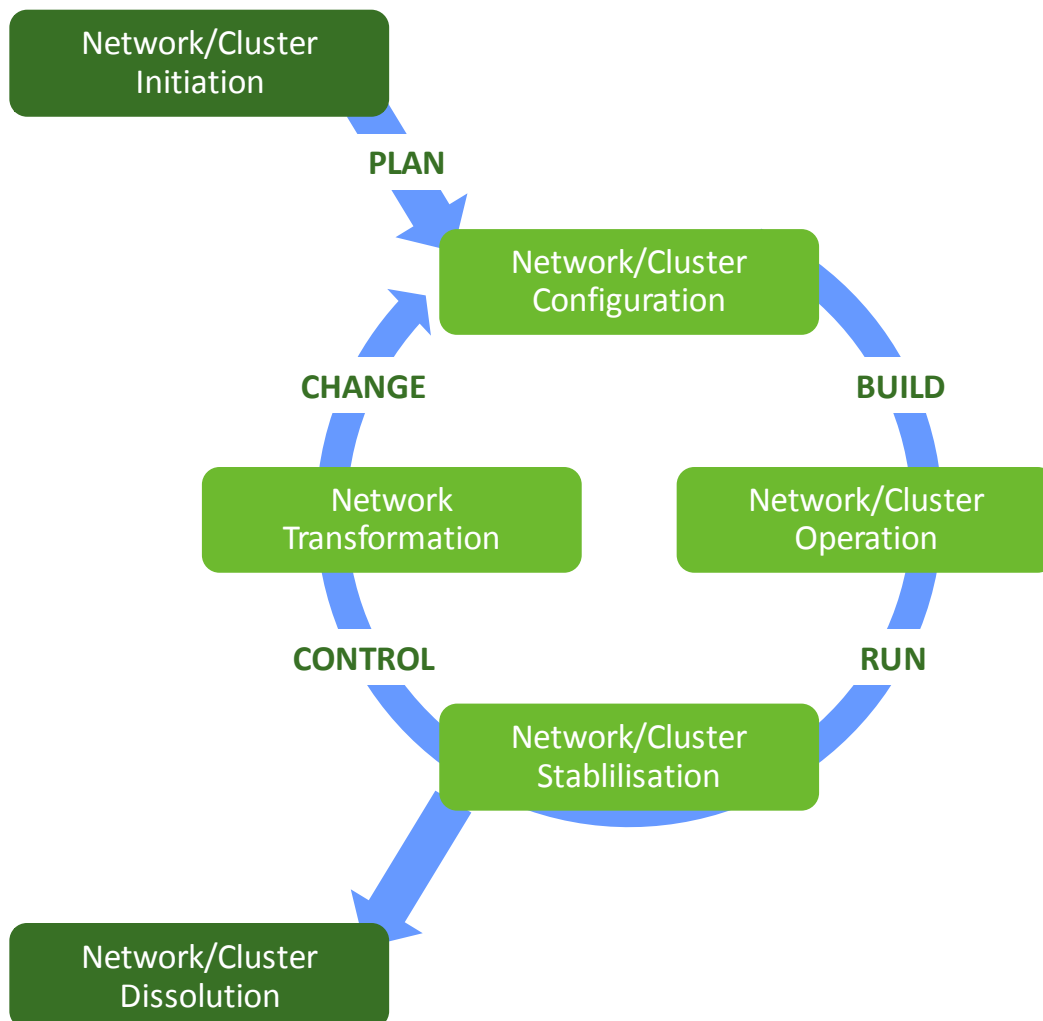 Network/Cluster
Initiation
PLAN
Network/Cluster
Configuration
CHANGE
BUILD
Network
Transformation
Network/Cluster
Operation
CONTROL
RUN
Network/Cluster
Stablilisation
Network/Cluster
Dissolution